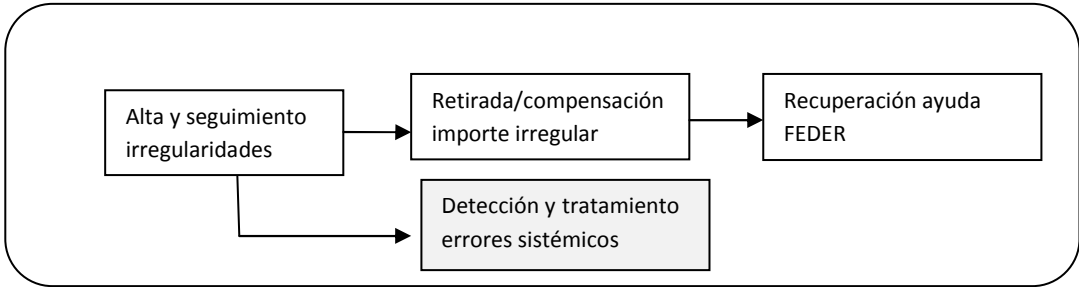 Alta y seguimiento
irregularidades
Retirada/compensación
importe irregular
Recuperación ayuda
FEDER
Detección y tratamiento
errores sistémicos